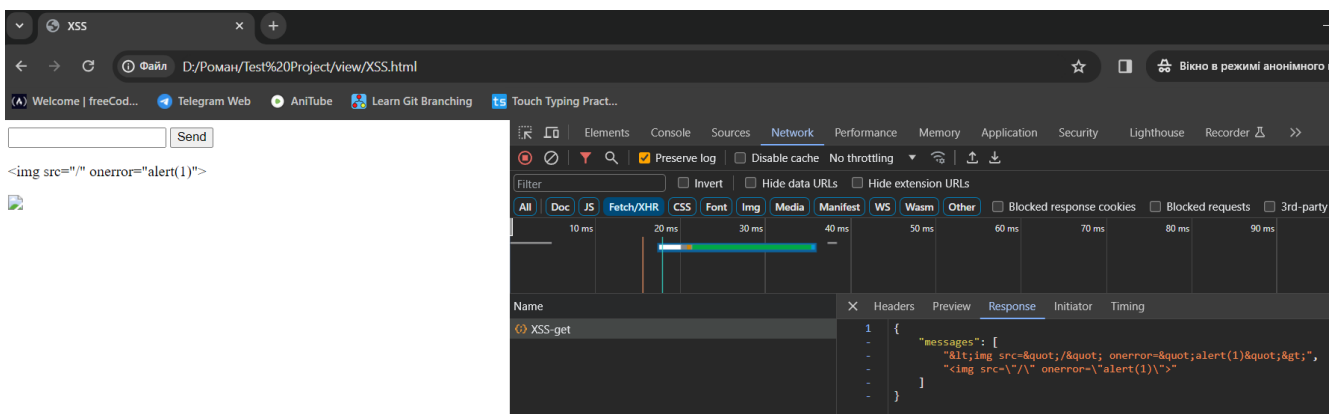 XSS
Файл D:/Роман/Test%20Project/view/XSS.html Вікно в режимі анонімного
Welcome | freeCod... Telegram Web AniTube Learn Git Branching ts Touch Typing Pract...
Send
<img src="/" onerror="alert(1)">
Elements Console Sources Network Performance Memory Application Security Lighthouse Recorder
Preserve log Disable cache No throttling
Filter Invert Hide data URLs Hide extension URLs
All Doc JS Fetch/XHR CSS Font Img Media Manifest WS Wasm Other Blocked response cookies Blocked requests 3rd-party
10 ms 20 ms 30 ms 40 ms 50 ms 60 ms 70 ms 80 ms 90 ms
Name
XSS-get
Headers Preview Response Initiator Timing
1 {
- "messages": [
- "&lt;img src=&quot;/&quot; onerror=&quot;alert(1)&quot;&gt;",
- "<img src=\"/\" onerror=\"alert(1)\">"
- ]
- }